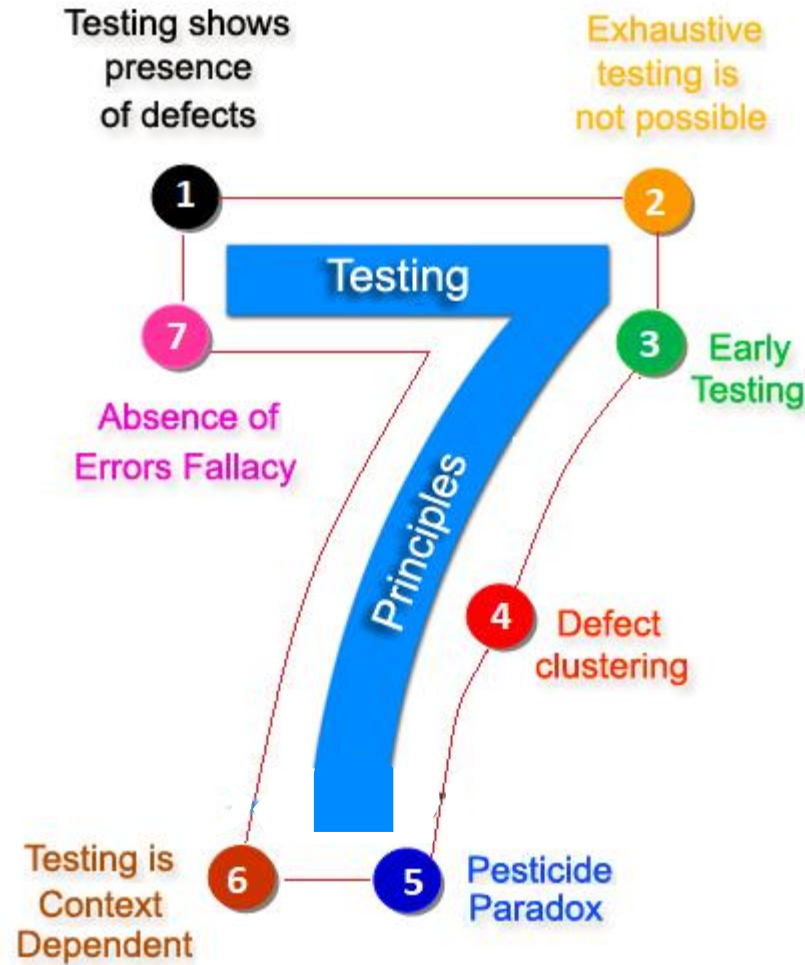 Testing shows
presence
of defects
Exhaustive
testing is
not possible
1
2
Testing
7
3
Early
Testing
Absence of
Errors Fallacy
Principles
4
Defect
clustering
Testing is
Context
Dependent
6
5
Pesticide
Paradox